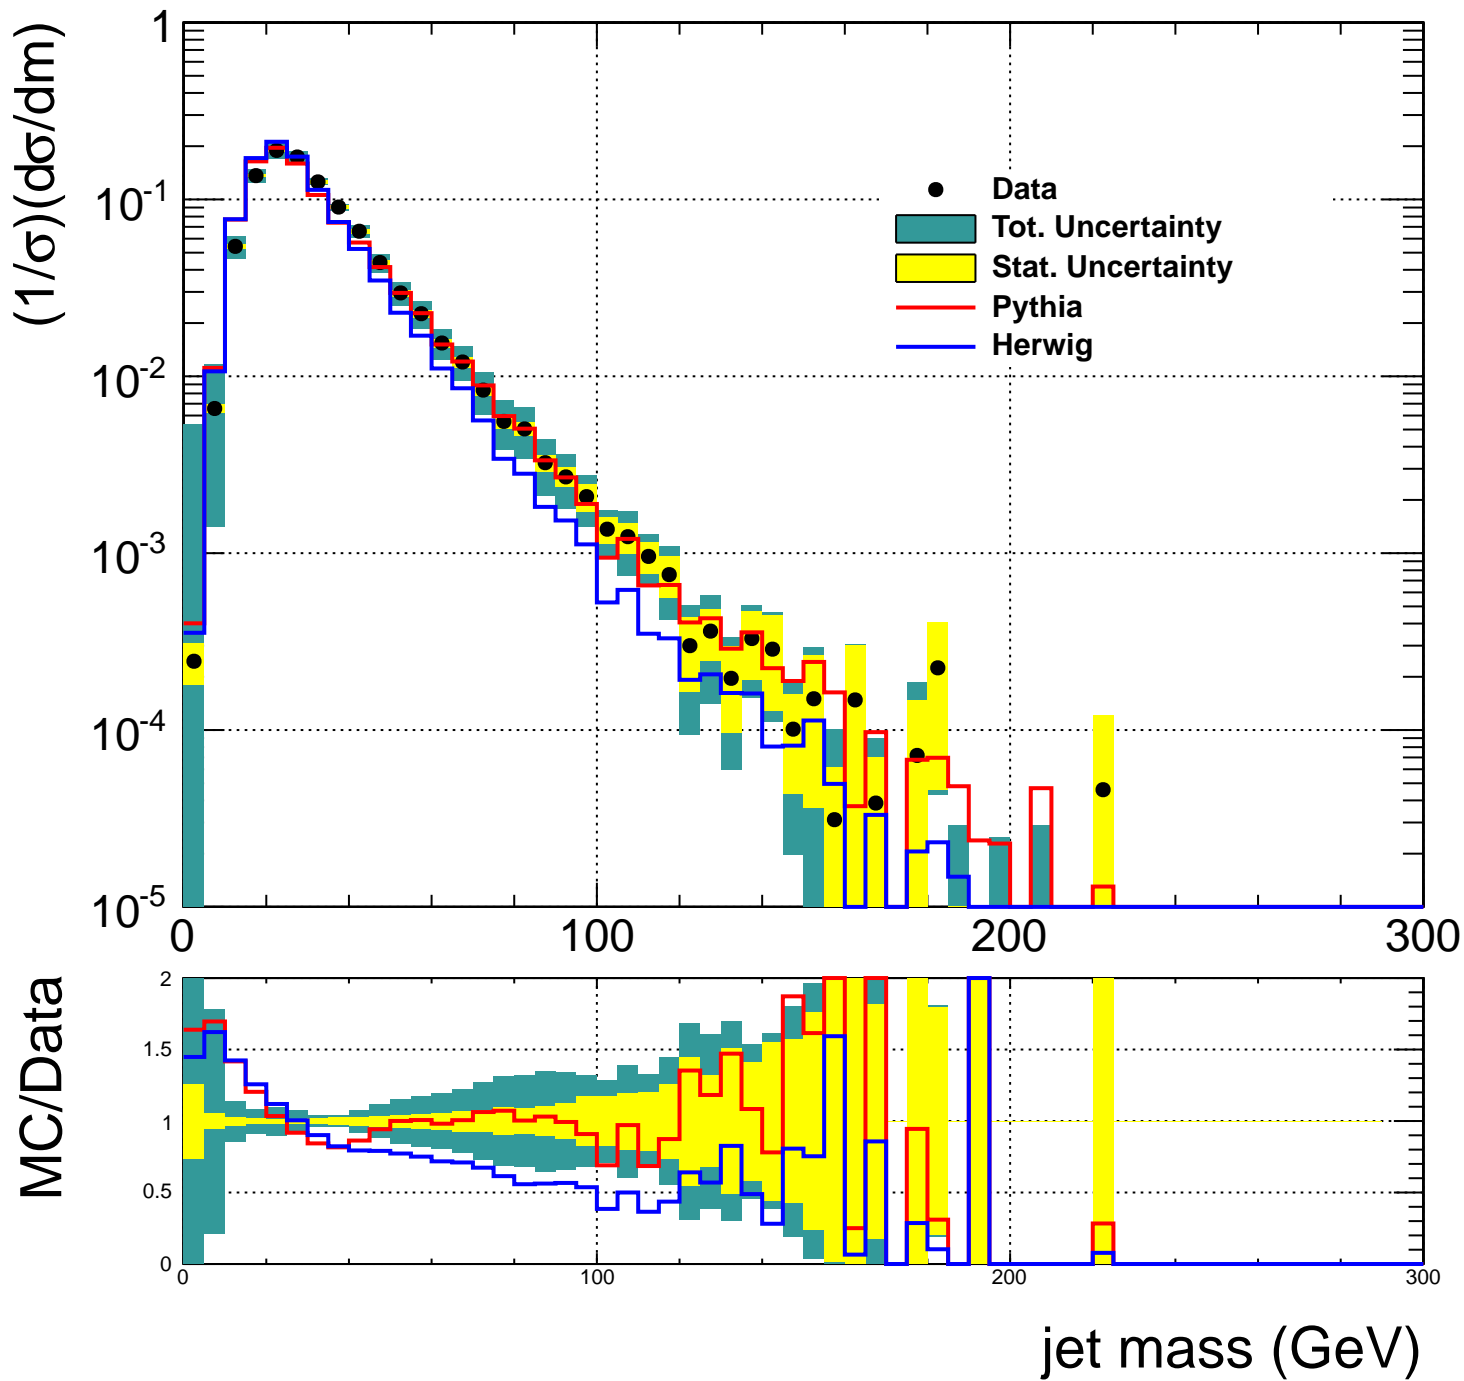 (1/σ)(dσ/dm)
1
10-1
10-2
10-3
10-4
10-5
Data
Tot. Uncertainty
Stat. Uncertainty
Pythia
Herwig
0 100 200 300
MC/Data
2
1.5
1
0.5
0
0 100 200 300
jet mass (GeV)